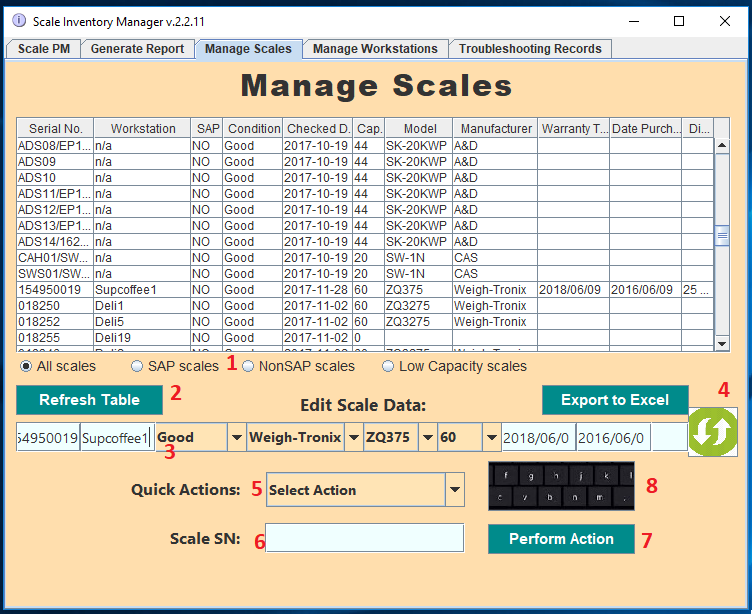 Scale Inventory Manager v.2.2.11
Scale PM Generate Report Manage Scales Manage Workstations Troubleshooting Records
Manage Scales
Serial No. Workstation SAP Condition Checked D. Cap. Model Manufacturer Warranty T... Date Purch... Di...
ADS08/EP1... n/a NO Good 2017-10-19 44 SK-20KWP A&D
ADS09 n/a NO Good 2017-10-19 44 SK-20KWP A&D
ADS10 n/a NO Good 2017-10-19 44 SK-20KWP A&D
ADS11/EP1... n/a NO Good 2017-10-19 44 SK-20KWP A&D
ADS12/EP1... n/a NO Good 2017-10-19 44 SK-20KWP A&D
ADS13/EP1... n/a NO Good 2017-10-19 44 SK-20KWP A&D
ADS14/162... n/a NO Good 2017-10-19 44 SK-20KWP A&D
CAH01/SW... n/a NO Good 2017-10-19 20 SW-1N CAS
SWS01/SW... n/a NO Good 2017-10-19 20 SW-1N CAS
154950019 Supcoffee1 NO Good 2017-11-28 60 ZQ375 Weigh-Tronix 2018/06/09 2016/06/09 25 ...
018250 Deli1 NO Good 2017-11-02 60 ZQ3275 Weigh-Tronix
018252 Deli5 NO Good 2017-11-02 60 ZQ3275 Weigh-Tronix
018255 Deli19 NO Good 2017-11-02 0
All scales SAP scales 1 NonSAP scales Low Capacity scales
Refresh Table 2 Edit Scale Data: Export to Excel 4
54950019 Supcoffee1 Good Weigh-Tronix ZQ375 60 2018/06/0 2016/06/0
3
Quick Actions: 5 Select Action f g h j k l 8
c v b n m .
Scale SN: 6 Perform Action 7